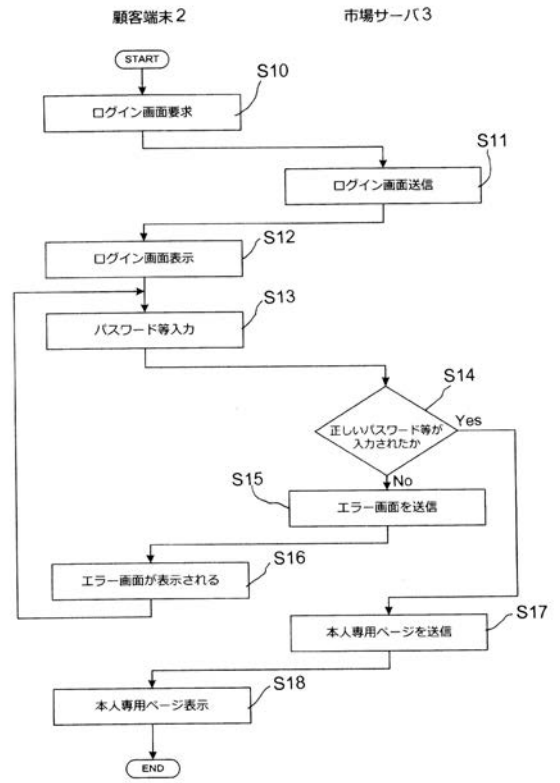 顧客端末2
市場サーバ3
START
S10
ログイン画面要求
S11
ログイン画面送信
S12
ログイン画面表示
S13
パスワード等入力
S14
正しいパスワード等が
入力されたか
Yes
No
S15
エラー画面を送信
S16
エラー画面が表示される
S17
本人専用ページを送信
S18
本人専用ページ表示
END